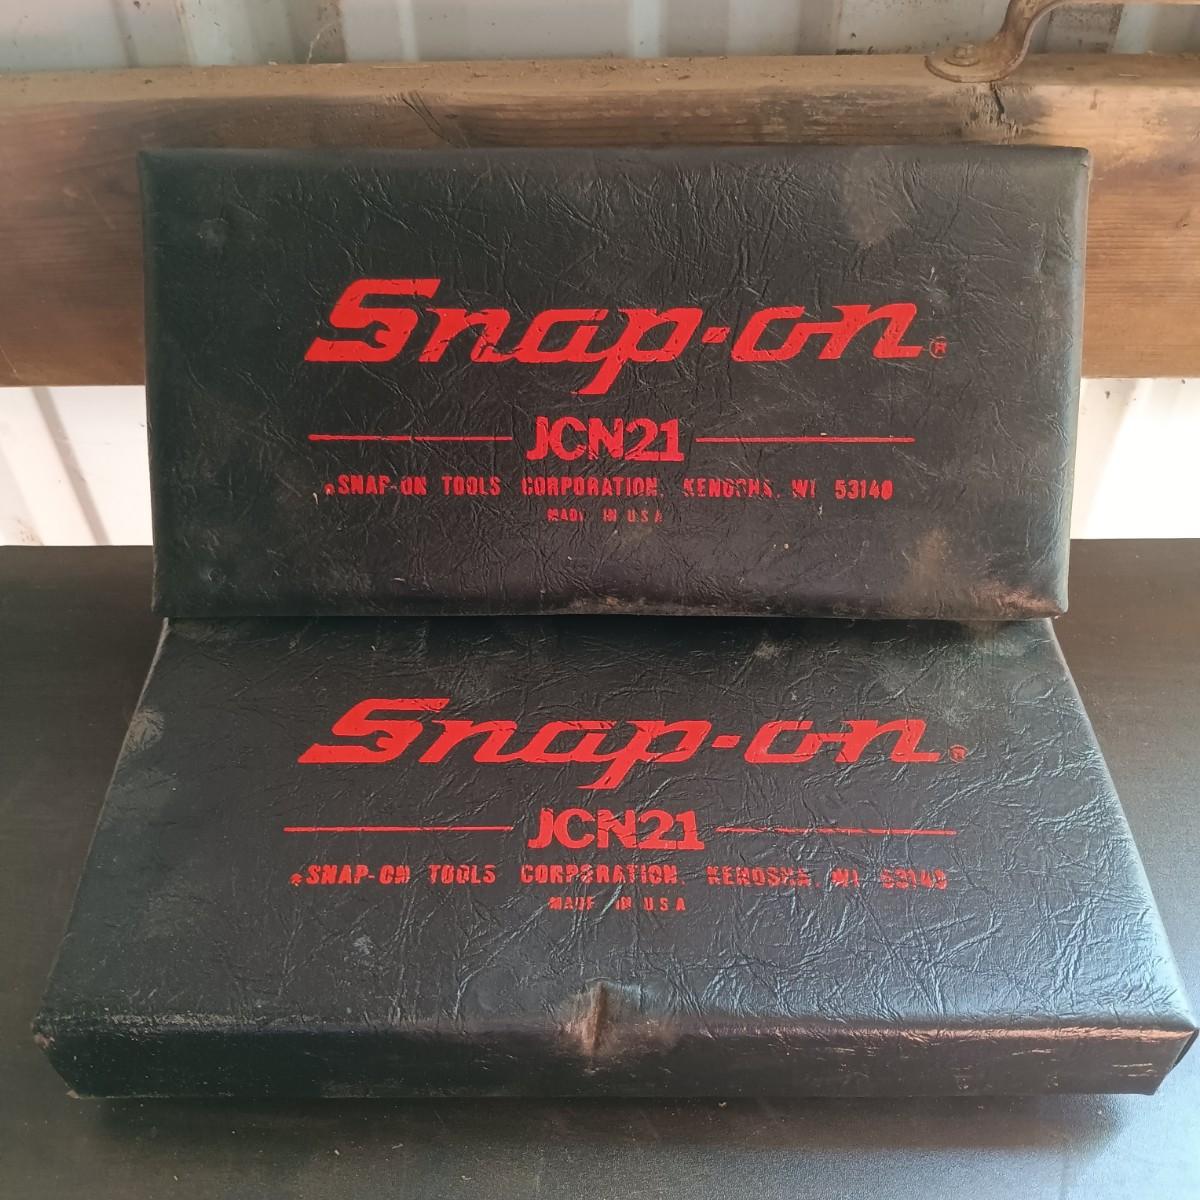 Snap-on®
JCN21
®SNAP-ON TOOLS CORPORATION, KENOSHA, WI 53140
MADE IN U.S.A
Snap-on®
JCN21
®SNAP-ON TOOLS CORPORATION, KENOSHA, WI 53140
MADE IN U.S.A